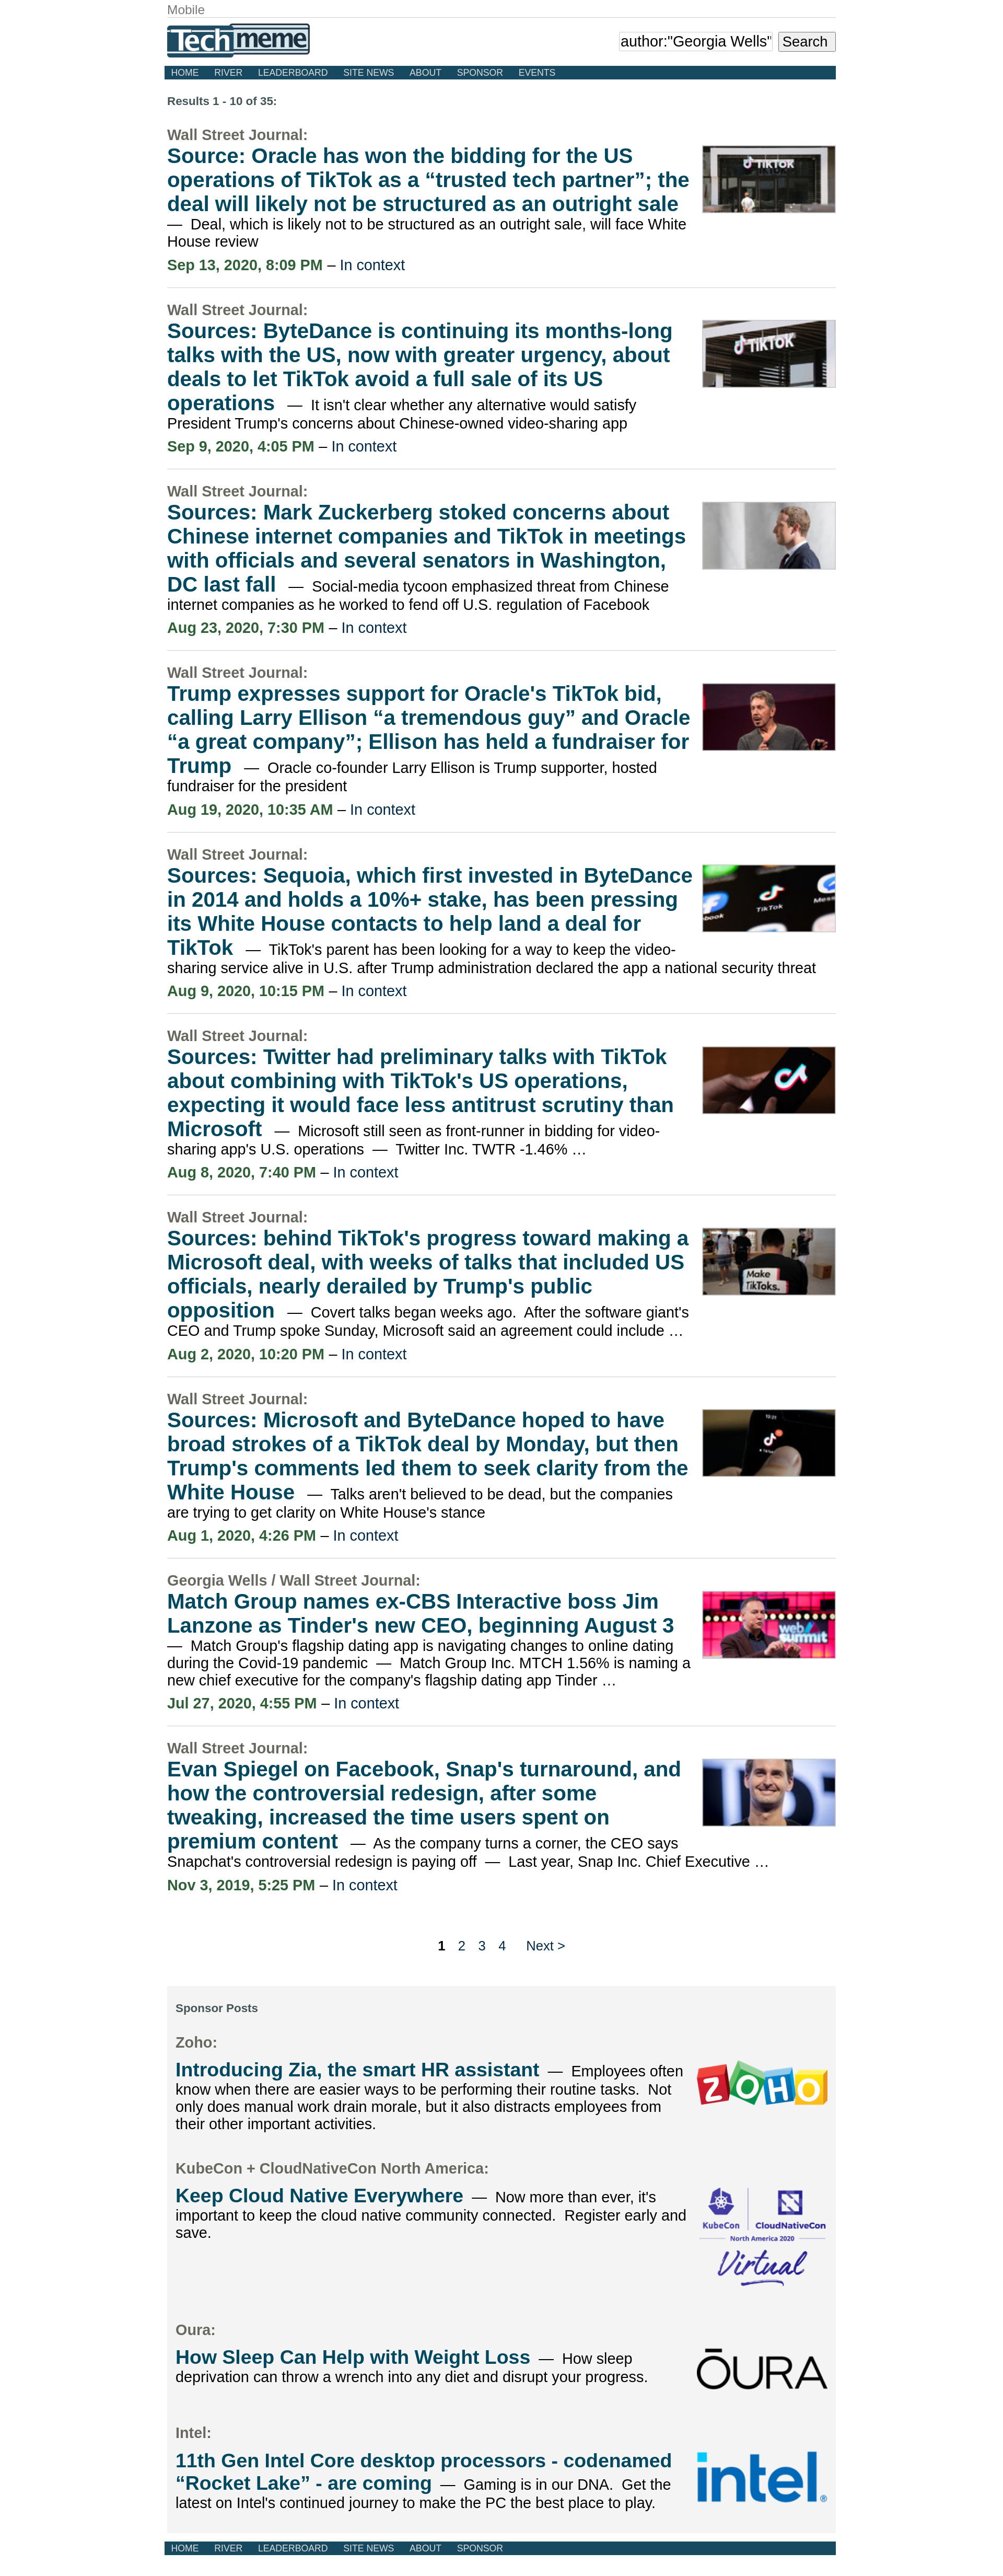 Mobile
Techmeme
author:"Georgia Wells" Search
HOME RIVER LEADERBOARD SITE NEWS ABOUT SPONSOR EVENTS
Results 1 - 10 of 35:
Wall Street Journal:
Source: Oracle has won the bidding for the US
operations of TikTok as a “trusted tech partner”; the
deal will likely not be structured as an outright sale
— Deal, which is likely not to be structured as an outright sale, will face White
House review
Sep 13, 2020, 8:09 PM – In context
TIKTOK
Wall Street Journal:
Sources: ByteDance is continuing its months-long
talks with the US, now with greater urgency, about
deals to let TikTok avoid a full sale of its US
operations — It isn't clear whether any alternative would satisfy
President Trump's concerns about Chinese-owned video-sharing app
Sep 9, 2020, 4:05 PM – In context
TIKTOK
Wall Street Journal:
Sources: Mark Zuckerberg stoked concerns about
Chinese internet companies and TikTok in meetings
with officials and several senators in Washington,
DC last fall — Social-media tycoon emphasized threat from Chinese
internet companies as he worked to fend off U.S. regulation of Facebook
Aug 23, 2020, 7:30 PM – In context
Wall Street Journal:
Trump expresses support for Oracle's TikTok bid,
calling Larry Ellison “a tremendous guy” and Oracle
“a great company”; Ellison has held a fundraiser for
Trump — Oracle co-founder Larry Ellison is Trump supporter, hosted
fundraiser for the president
Aug 19, 2020, 10:35 AM – In context
Wall Street Journal:
Sources: Sequoia, which first invested in ByteDance
in 2014 and holds a 10%+ stake, has been pressing
its White House contacts to help land a deal for
TikTok — TikTok's parent has been looking for a way to keep the video-
sharing service alive in U.S. after Trump administration declared the app a national security threat
Aug 9, 2020, 10:15 PM – In context
book TikTok Mess
Wall Street Journal:
Sources: Twitter had preliminary talks with TikTok
about combining with TikTok's US operations,
expecting it would face less antitrust scrutiny than
Microsoft — Microsoft still seen as front-runner in bidding for video-
sharing app's U.S. operations — Twitter Inc. TWTR -1.46% …
Aug 8, 2020, 7:40 PM – In context
Wall Street Journal:
Sources: behind TikTok's progress toward making a
Microsoft deal, with weeks of talks that included US
officials, nearly derailed by Trump's public
opposition — Covert talks began weeks ago. After the software giant's
CEO and Trump spoke Sunday, Microsoft said an agreement could include …
Aug 2, 2020, 10:20 PM – In context
Make
TikToks.
Wall Street Journal:
Sources: Microsoft and ByteDance hoped to have
broad strokes of a TikTok deal by Monday, but then
Trump's comments led them to seek clarity from the
White House — Talks aren't believed to be dead, but the companies
are trying to get clarity on White House's stance
Aug 1, 2020, 4:26 PM – In context
Georgia Wells / Wall Street Journal:
Match Group names ex-CBS Interactive boss Jim
Lanzone as Tinder's new CEO, beginning August 3
— Match Group's flagship dating app is navigating changes to online dating
during the Covid-19 pandemic — Match Group Inc. MTCH 1.56% is naming a
new chief executive for the company's flagship dating app Tinder …
Jul 27, 2020, 4:55 PM – In context
web
summit
Wall Street Journal:
Evan Spiegel on Facebook, Snap's turnaround, and
how the controversial redesign, after some
tweaking, increased the time users spent on
premium content — As the company turns a corner, the CEO says
Snapchat's controversial redesign is paying off — Last year, Snap Inc. Chief Executive …
Nov 3, 2019, 5:25 PM – In context
1 2 3 4 Next >
Sponsor Posts
Zoho:
Introducing Zia, the smart HR assistant — Employees often
know when there are easier ways to be performing their routine tasks. Not
only does manual work drain morale, but it also distracts employees from
their other important activities.
ZOHO
KubeCon + CloudNativeCon North America:
Keep Cloud Native Everywhere — Now more than ever, it's
important to keep the cloud native community connected. Register early and
save.
KubeCon CloudNativeCon
North America 2020
Virtual
Oura:
How Sleep Can Help with Weight Loss — How sleep
deprivation can throw a wrench into any diet and disrupt your progress.
ŌURA
Intel:
11th Gen Intel Core desktop processors - codenamed
“Rocket Lake” - are coming — Gaming is in our DNA. Get the
latest on Intel's continued journey to make the PC the best place to play.
intel®
HOME RIVER LEADERBOARD SITE NEWS ABOUT SPONSOR